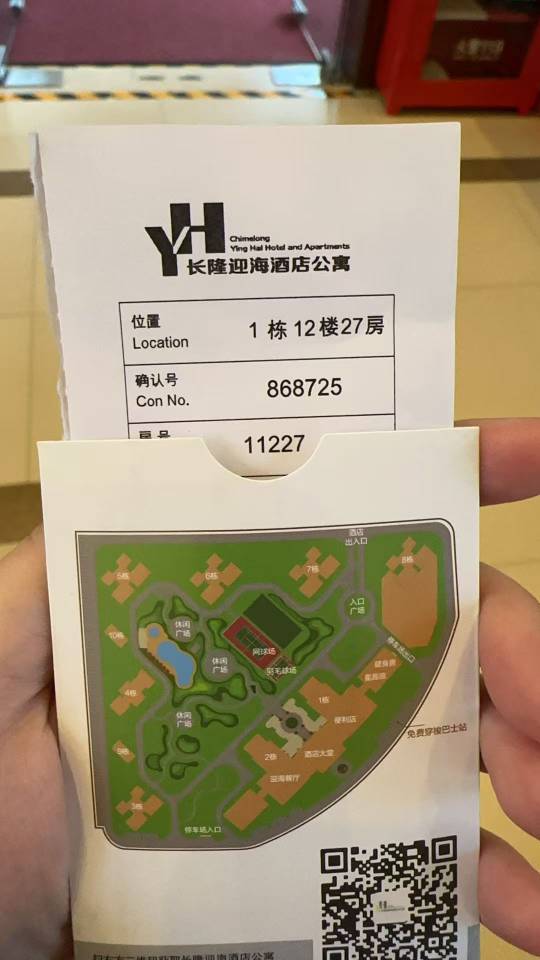 YH
Chimelong
Ying Hai Hotel and Apartments
长隆迎海酒店公寓
位置
Location
1 栋 12 楼 27 房
确认号
Con No.
868725
房号
11227
酒店
出入口
8栋
7栋
6栋
5栋
入口
广场
休闲
广场
10栋
网球场
休闲
广场
羽毛球场
停车场出口
健身房
4栋
1栋
休闲
广场
便利店
免费穿梭巴士站
2栋
酒店大堂
迎海餐厅
3栋
停车场入口
YH